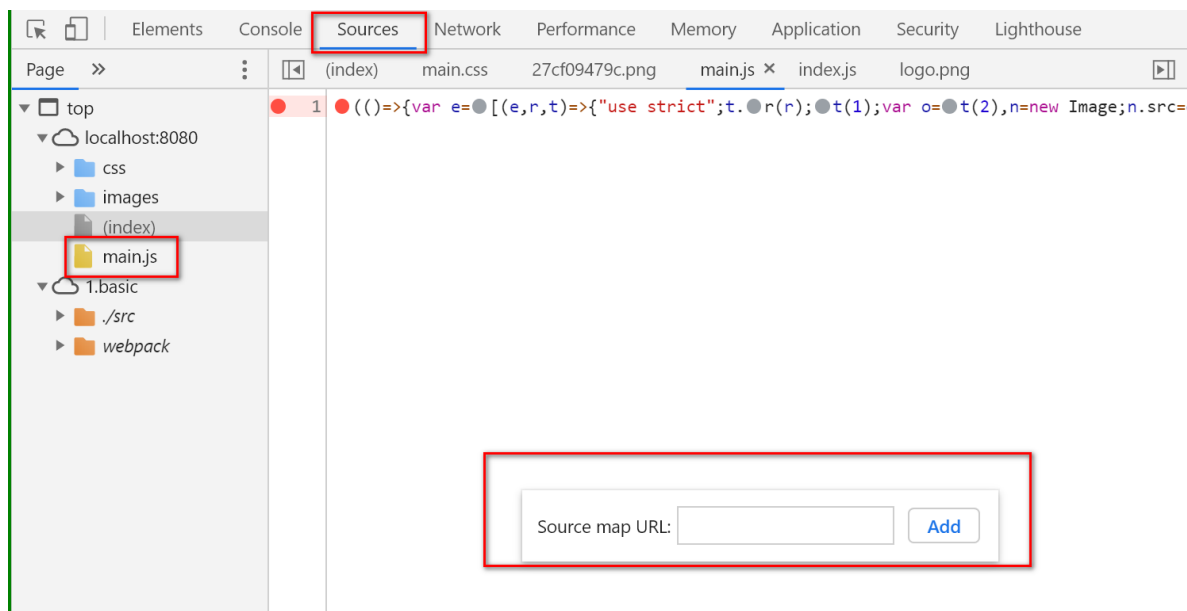 Elements Console Sources Network Performance Memory Application Security Lighthouse
Page » (index) main.css 27cf09479c.png main.js × index.js logo.png
top
1 (()=>{var e=[(e,r,t)=>{"use strict";t.r(r);t(1);var o=t(2),n=new Image;n.src=
localhost:8080
css
images
(index)
main.js
1.basic
./src
webpack
Source map URL: Add